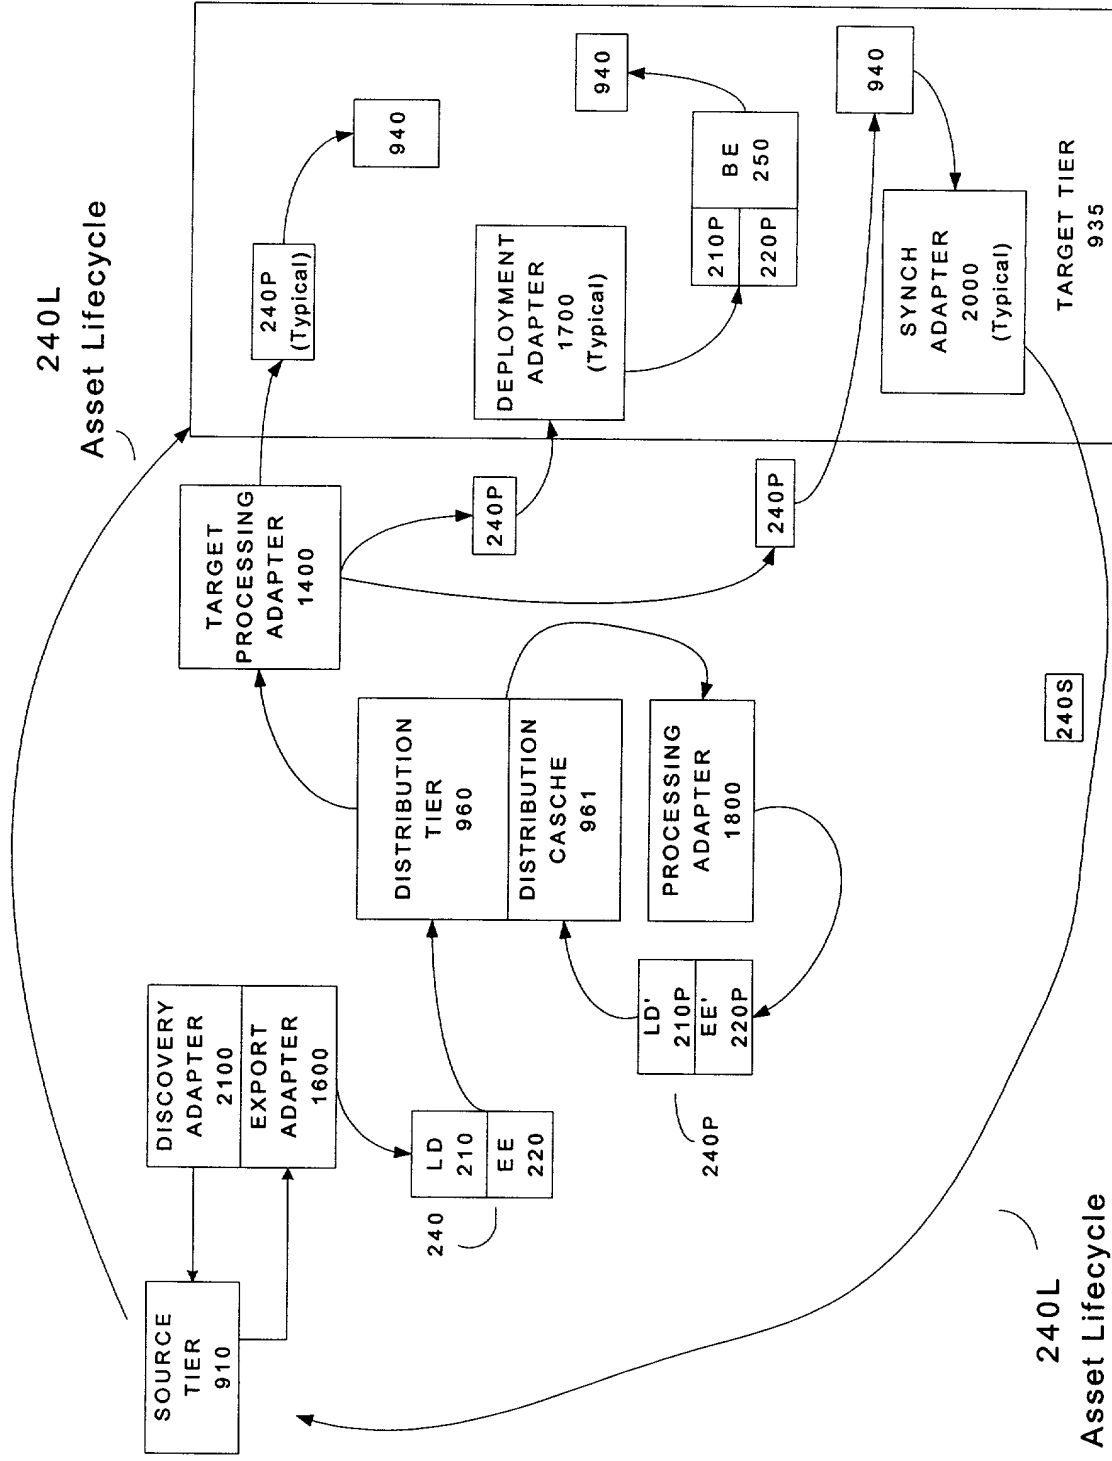 240L
Asset Lifecycle
SOURCE
TIER
910
DISCOVERY
ADAPTER
2100
EXPORT
ADAPTER
1600
240
LD
210
EE
220
DISTRIBUTION
TIER
960
DISTRIBUTION
CASCHE
961
TARGET
PROCESSING
ADAPTER
1400
240P
(Typical)
940
240P
DEPLOYMENT
ADAPTER
1700
(Typical)
210P
220P
BE
250
940
240P
940
SYNCH
ADAPTER
2000
(Typical)
TARGET TIER
935
PROCESSING
ADAPTER
1800
LD'
210P
EE'
220P
240P
240S
240L
Asset Lifecycle